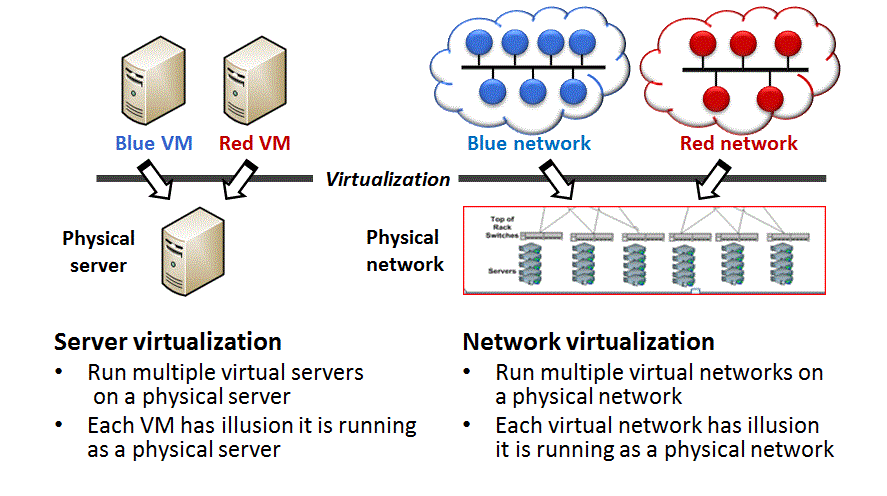 Blue VM
Red VM
Blue network
Red network
Virtualization
Physical
server
Physical
network
Top of
Rack
Switches
Servers
Server virtualization
• Run multiple virtual servers
on a physical server
• Each VM has illusion it is running
as a physical server
Network virtualization
• Run multiple virtual networks on
a physical network
• Each virtual network has illusion
it is running as a physical network